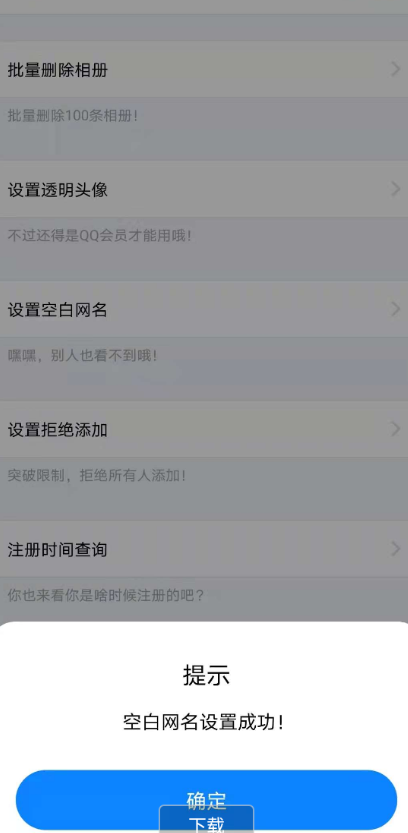 批量删除相册
批量删除100条相册！
设置透明头像
不过还得是QQ会员才能用哦！
设置空白网名
嘿嘿，别人也看不到哦！
设置拒绝添加
突破限制，拒绝所有人添加！
注册时间查询
你也来看你是啥时候注册的吧？
提示
空白网名设置成功！
确定
下载